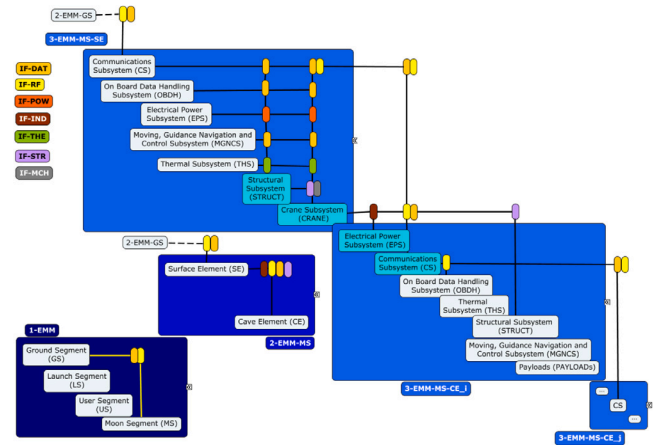 2-EMM-GS
3-EMM-MS-SE
Communications
Subsystem (CS)
IF-DAT
IF-RF
IF-POW
IF-IND
IF-THE
IF-STR
IF-MCH
On Board Data Handling
Subsystem (OBDH)
Electrical Power
Subsystem (EPS)
Moving, Guidance Navigation and
Control Subsystem (MGNCS)
Thermal Subsystem (THS)
Structural
Subsystem
(STRUCT)
Crane Subsystem
(CRANE)
2-EMM-GS
Surface Element (SE)
Cave Element (CE)
2-EMM-MS
Electrical Power
Subsystem (EPS)
Communications
Subsystem (CS)
On Board Data Handling
Subsystem (OBDH)
Thermal
Subsystem (THS)
Structural Subsystem
(STRUCT)
Moving, Guidance Navigation and
Control Subsystem (MGNCS)
Payloads (PAYLOADs)
3-EMM-MS-CE_i
1-EMM
Ground Segment
(GS)
Launch Segment
(LS)
User Segment
(US)
Moon Segment (MS)
...
CS
...
3-EMM-MS-CE_j